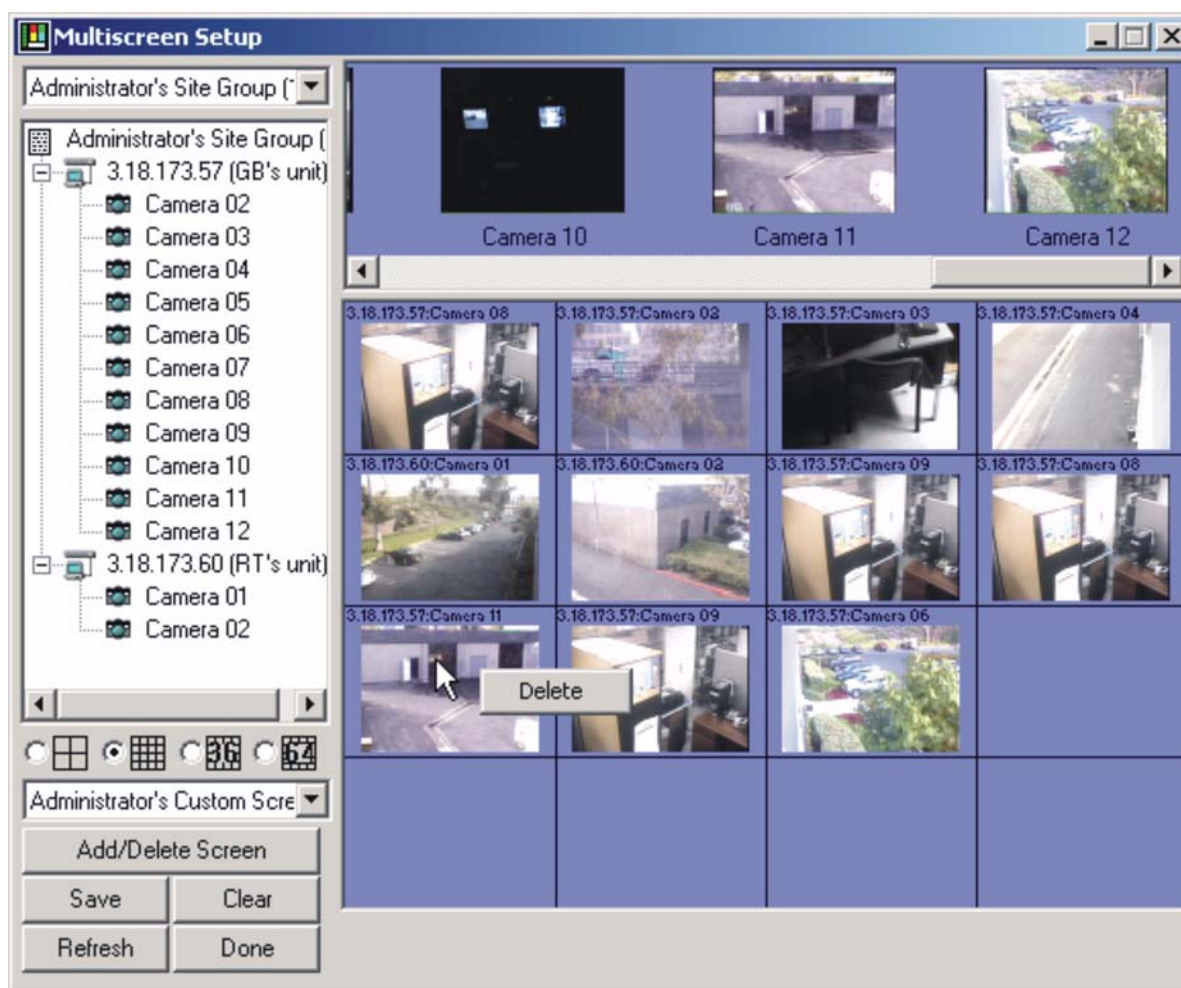 Multiscreen Setup
Administrator's Site Group (
Administrator's Site Group (
3.18.173.57 (GB's unit)
Camera 02
Camera 03
Camera 04
Camera 05
Camera 06
Camera 07
Camera 08
Camera 09
Camera 10
Camera 11
Camera 12
3.18.173.60 (RT's unit)
Camera 01
Camera 02
36
64
Administrator's Custom Scre
Add/Delete Screen
Save
Clear
Refresh
Done
Camera 10
Camera 11
Camera 12
3.18.173.57:Camera 08
3.18.173.57:Camera 02
3.18.173.57:Camera 03
3.18.173.57:Camera 04
3.18.173.60:Camera 01
3.18.173.60:Camera 02
3.18.173.57:Camera 09
3.18.173.57:Camera 08
3.18.173.57:Camera 11
3.18.173.57:Camera 09
3.18.173.57:Camera 06
Delete